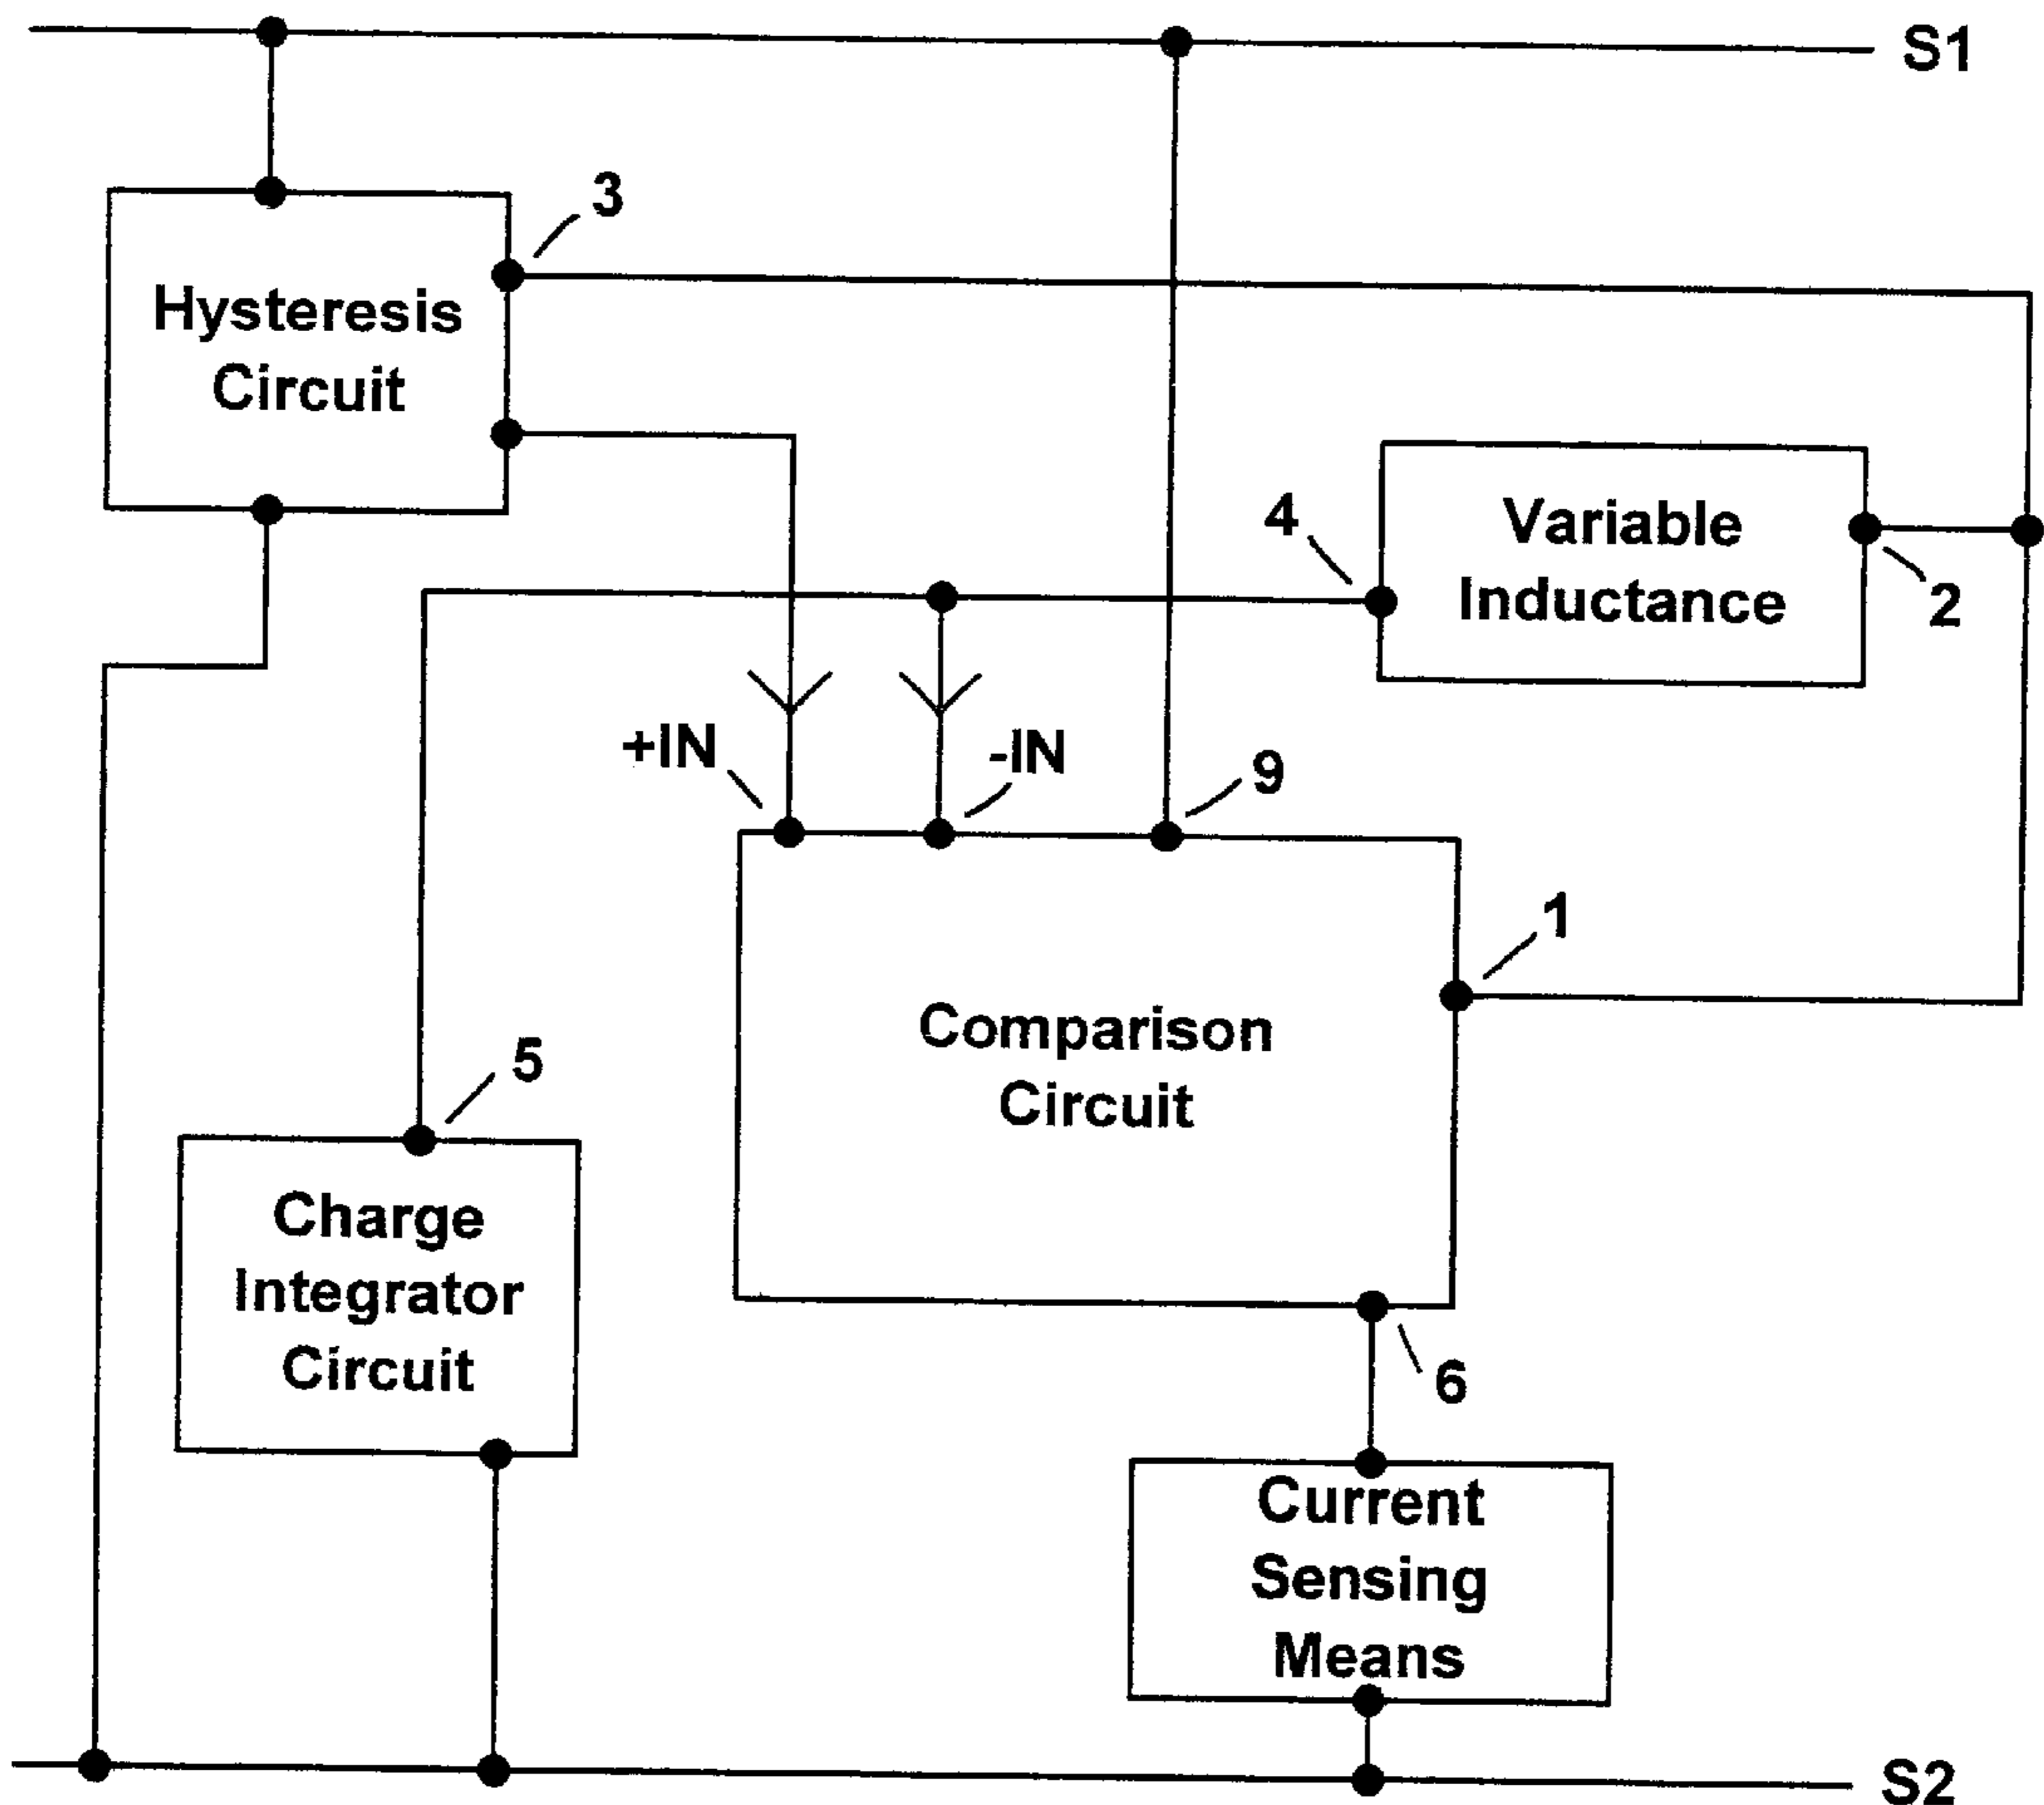 S1
3
Hysteresis
Circuit
4
Variable
Inductance
2
+IN
-IN
9
1
Comparison
Circuit
5
Charge
Integrator
Circuit
6
Current
Sensing
Means
S2